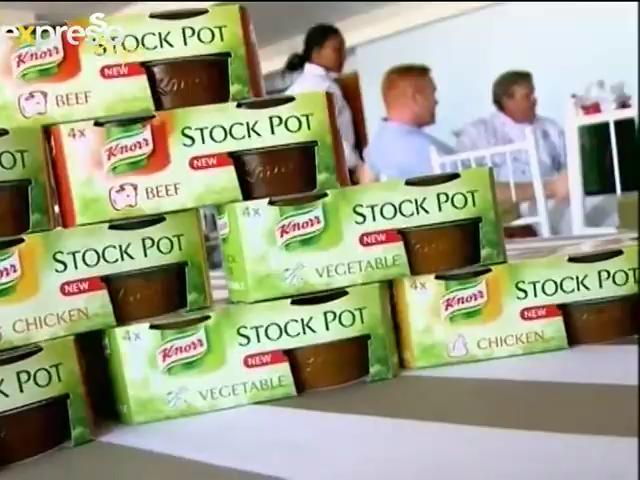 expresso
Knorr
STOCK POT
NEW
BEEF
4x
Knorr
STOCK POT
NEW
BEEF
OT
4x
Knorr
STOCK POT
NEW
VEGETABLE
Knorr
STOCK POT
NEW
CHICKEN
4x
Knorr
STOCK POT
NEW
CHICKEN
4x
Knorr
STOCK POT
NEW
VEGETABLE
K POT